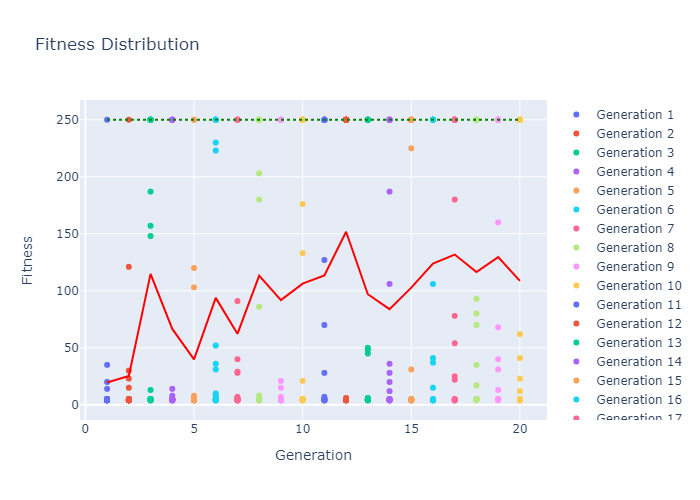 Fitness Distribution
Fitness
250
200
150
100
50
0
0
5
10
15
20
Generation
Generation 1
Generation 2
Generation 3
Generation 4
Generation 5
Generation 6
Generation 7
Generation 8
Generation 9
Generation 10
Generation 11
Generation 12
Generation 13
Generation 14
Generation 15
Generation 16
Generation 17